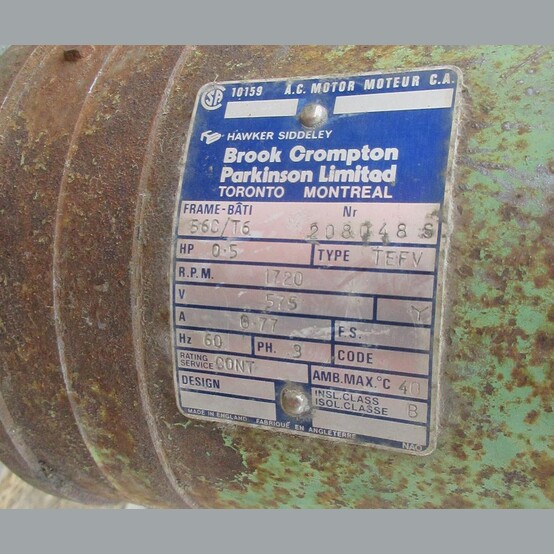 SA 10159 A.C. MOTOR MOTEUR C.A.
HAWKER SIDDELEY
Brook Crompton
Parkinson Limited
TORONTO MONTREAL
FRAME-BÂTI Nr
56C/T6 208048 S
HP 0.5 TYPE TEFV
R.P.M. 1720
V 575 Y
A 0.77 F.S.
Hz 60 PH. 3 CODE
RATING
SERVICE CONT AMB.MAX.°C 40
DESIGN INSL.CLASS
ISOL.CLASSE B
MADE IN ENGLAND FABRIQUÉ EN ANGLETERRE
NAC